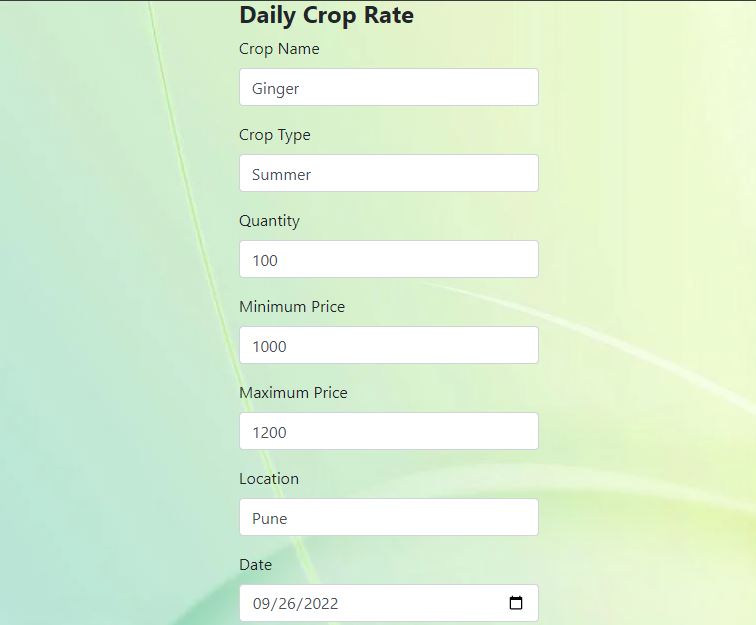 Daily Crop Rate
Crop Name
Ginger
Crop Type
Summer
Quantity
100
Minimum Price
1000
Maximum Price
1200
Location
Pune
Date
09/26/2022